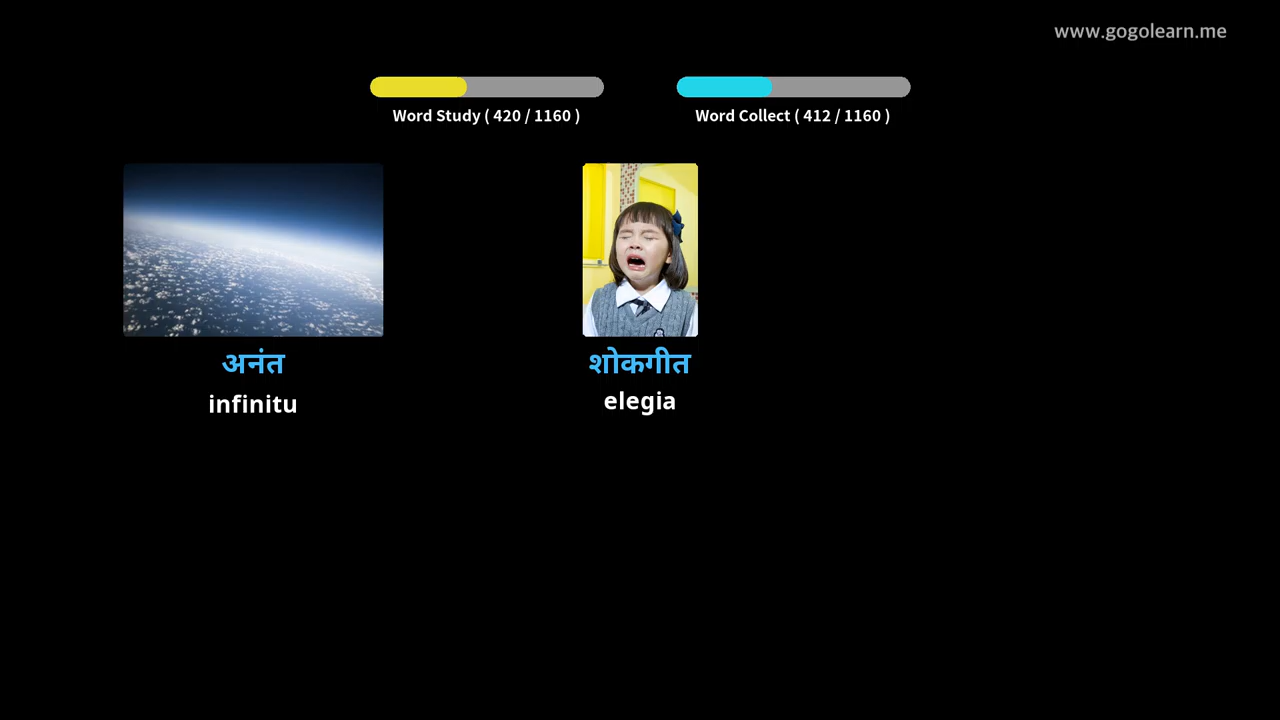 www.gogolearn.me
Word Study ( 420 / 1160 )
Word Collect ( 412 / 1160 )
अनंत
infinitu
शोकगीत
elegia